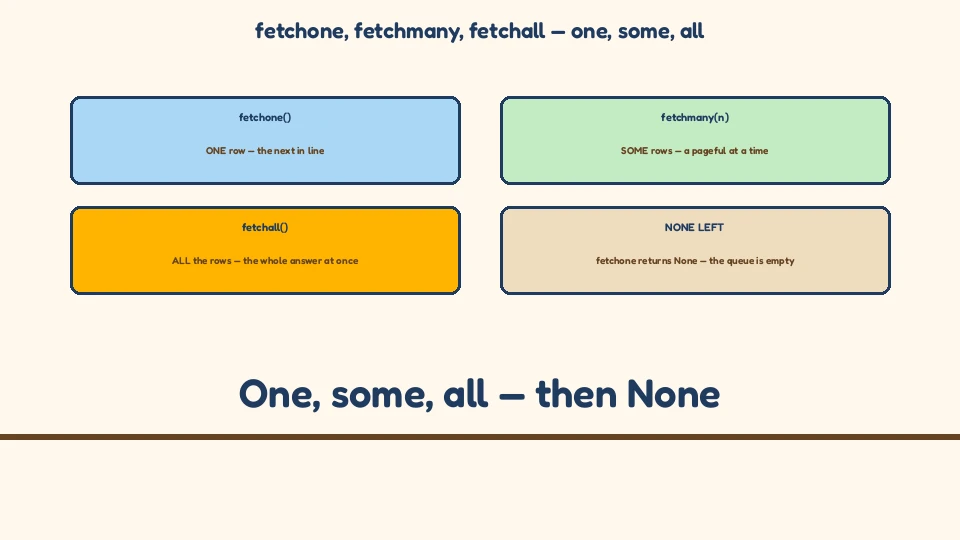 fetchone, fetchmany, fetchall – one, some, all
fetchone()
ONE row – the next in line
fetchmany(n)
SOME rows – a pageful at a time
fetchall()
ALL the rows – the whole answer at once
NONE LEFT
fetchone returns None – the queue is empty
One, some, all – then None